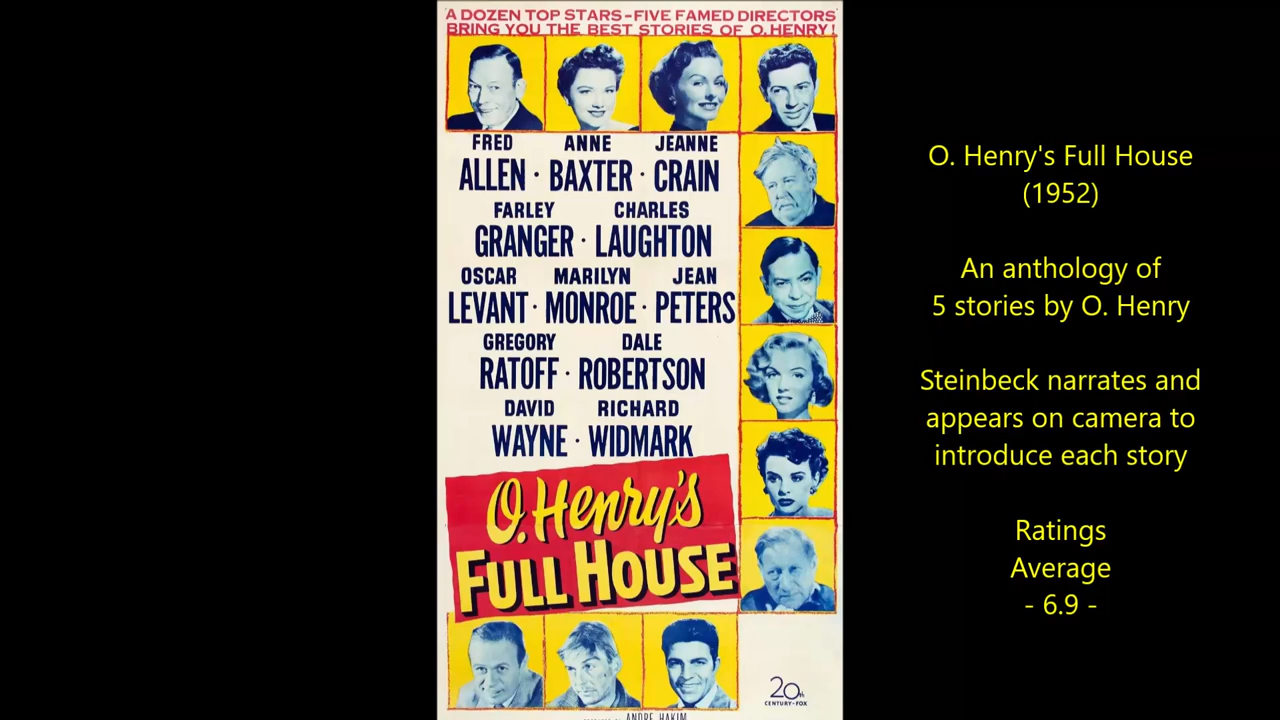 A DOZEN TOP STARS-FIVE FAMED DIRECTORS
BRING YOU THE BEST STORIES OF O. HENRY!
FRED ANNE JEANNE
ALLEN · BAXTER · CRAIN
FARLEY CHARLES
GRANGER · LAUGHTON
OSCAR MARILYN JEAN
LEVANT · MONROE · PETERS
GREGORY DALE
RATOFF · ROBERTSON
DAVID RICHARD
WAYNE · WIDMARK
O. Henry's
FULL HOUSE
20th
CENTURY-FOX
ANDRE HAKIM
O. Henry's Full House
(1952)
An anthology of
5 stories by O. Henry
Steinbeck narrates and
appears on camera to
introduce each story
Ratings
Average
- 6.9 -